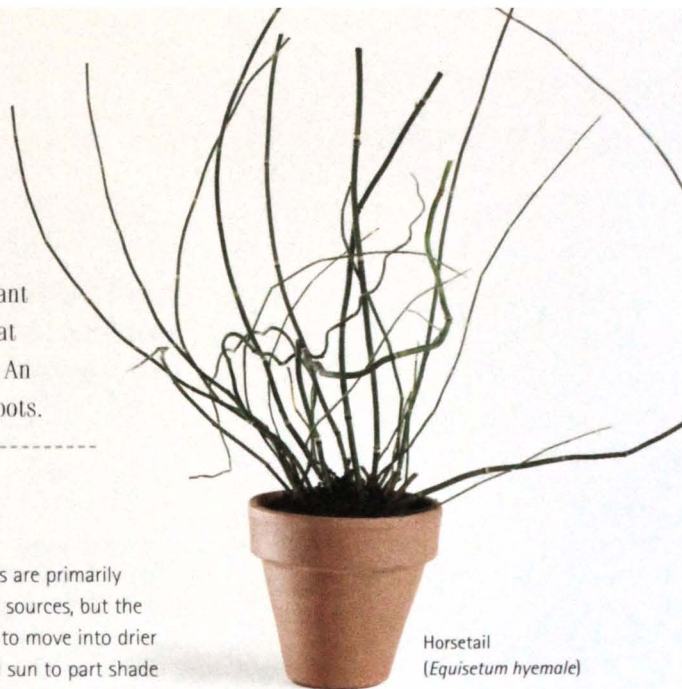 ant
at
An
oots.
s are primarily
sources, but the
to move into drier
sun to part shade
Horsetail
(Equisetum hyemale)